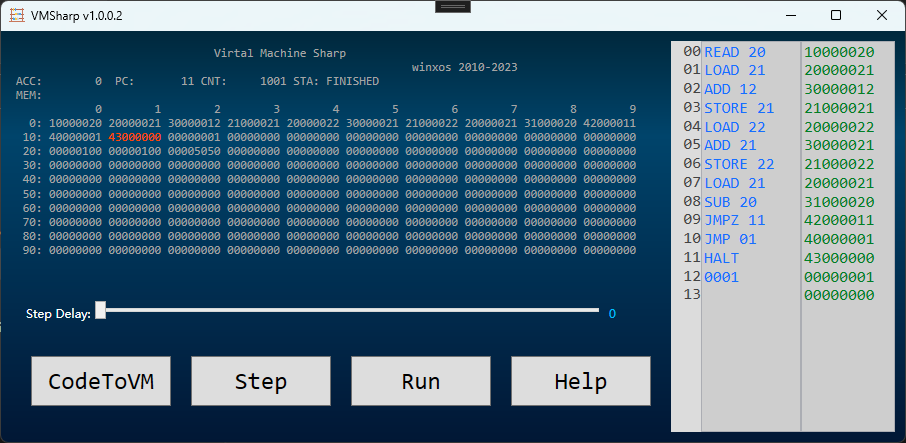 VMSharp v1.0.0.2
Virtal Machine Sharp
winxos 2010-2023
ACC: 0 PC: 11 CNT: 1001 STA: FINISHED
MEM:
0 1 2 3 4 5 6 7 8 9
0: 10000020 20000021 30000012 21000021 20000022 30000021 21000022 20000021 31000020 42000011
10: 40000001 43000000 00000001 00000000 00000000 00000000 00000000 00000000 00000000 00000000
20: 00000100 00000100 00005050 00000000 00000000 00000000 00000000 00000000 00000000 00000000
30: 00000000 00000000 00000000 00000000 00000000 00000000 00000000 00000000 00000000 00000000
40: 00000000 00000000 00000000 00000000 00000000 00000000 00000000 00000000 00000000 00000000
50: 00000000 00000000 00000000 00000000 00000000 00000000 00000000 00000000 00000000 00000000
60: 00000000 00000000 00000000 00000000 00000000 00000000 00000000 00000000 00000000 00000000
70: 00000000 00000000 00000000 00000000 00000000 00000000 00000000 00000000 00000000 00000000
80: 00000000 00000000 00000000 00000000 00000000 00000000 00000000 00000000 00000000 00000000
90: 00000000 00000000 00000000 00000000 00000000 00000000 00000000 00000000 00000000 00000000
Step Delay: 0
CodeToVM Step Run Help
00 READ 20 10000020
01 LOAD 21 20000021
02 ADD 12 30000012
03 STORE 21 21000021
04 LOAD 22 20000022
05 ADD 21 30000021
06 STORE 22 21000022
07 LOAD 21 20000021
08 SUB 20 31000020
09 JMPZ 11 42000011
10 JMP 01 40000001
11 HALT 43000000
12 0001 00000001
13 00000000